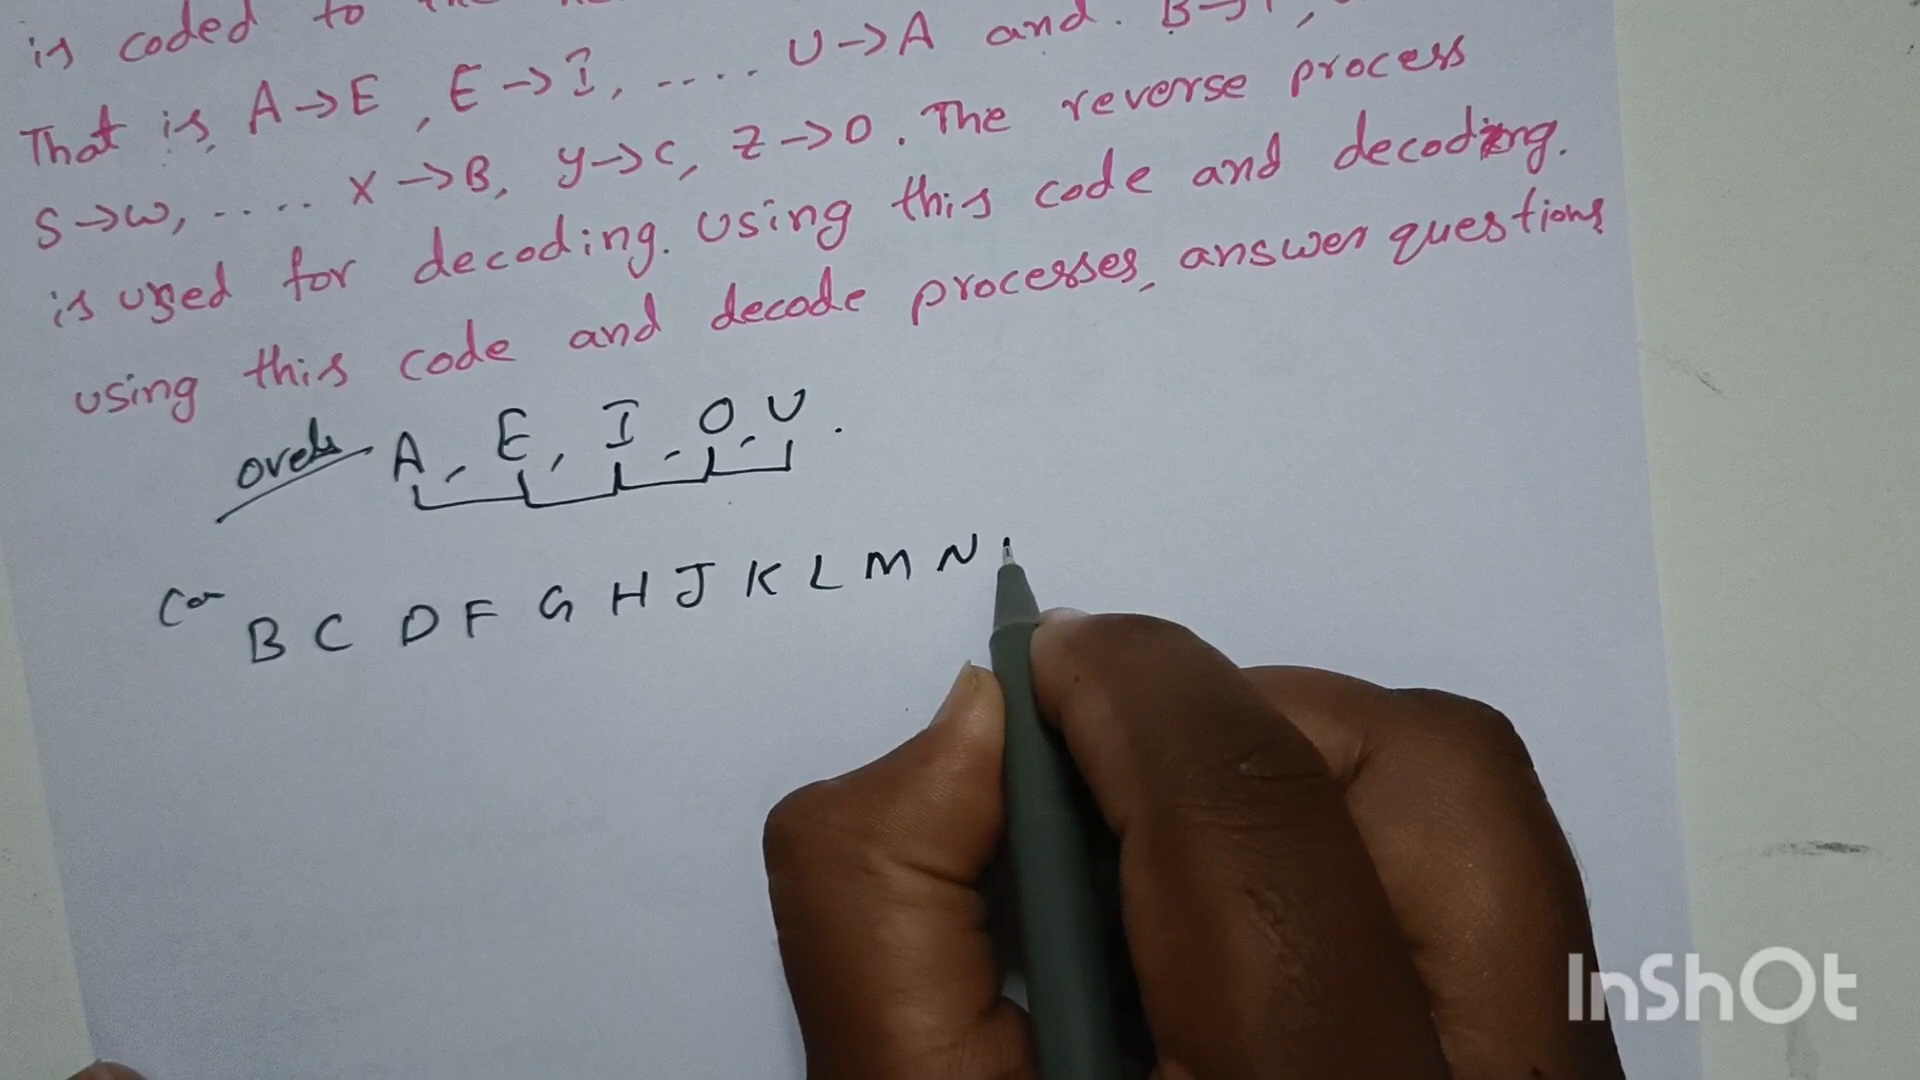 is coded to the
That is A→E, E→I, .... U→A and. B→
S→W, .... X→B, Y→C, Z→D. The reverse process
is used for decoding. Using this code and decoding.
using this code and decode processes, answer questions
A, E, I, O, U.
B C D F G H J K L M N
InShOt